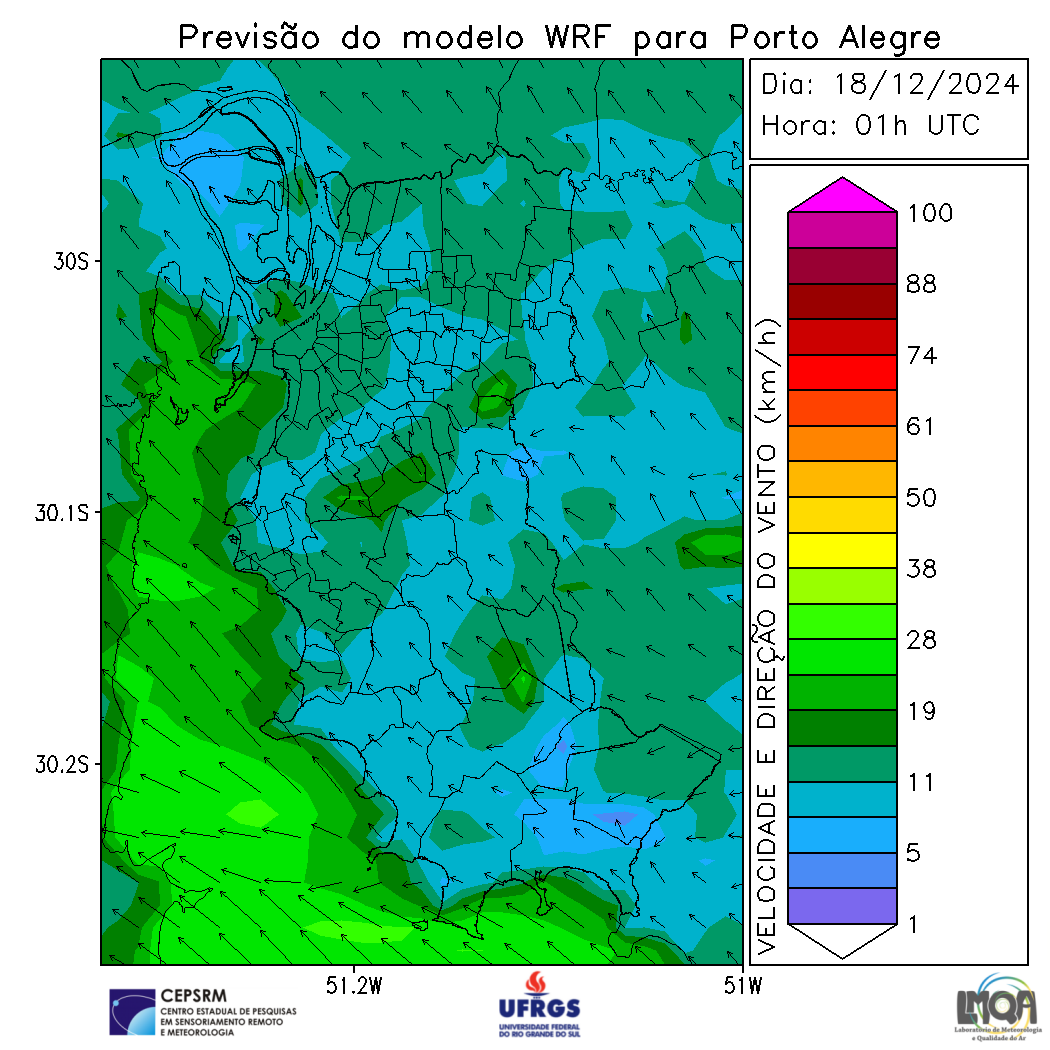 Previsão do modelo WRF para Porto Alegre
Dia: 18/12/2024
Hora: 01h UTC
30S
30.1S
30.2S
51.2W
51W
VELOCIDADE E DIREÇÃO DO VENTO (km/h)
100
88
74
61
50
38
28
19
11
5
1
CEPSRM
CENTRO ESTADUAL DE PESQUISAS
EM SENSORIAMENTO REMOTO
E METEOROLOGIA
UFRGS
UNIVERSIDADE FEDERAL
DO RIO GRANDE DO SUL
LMQA
Laboratório de Meteorologia
e Qualidade do Ar